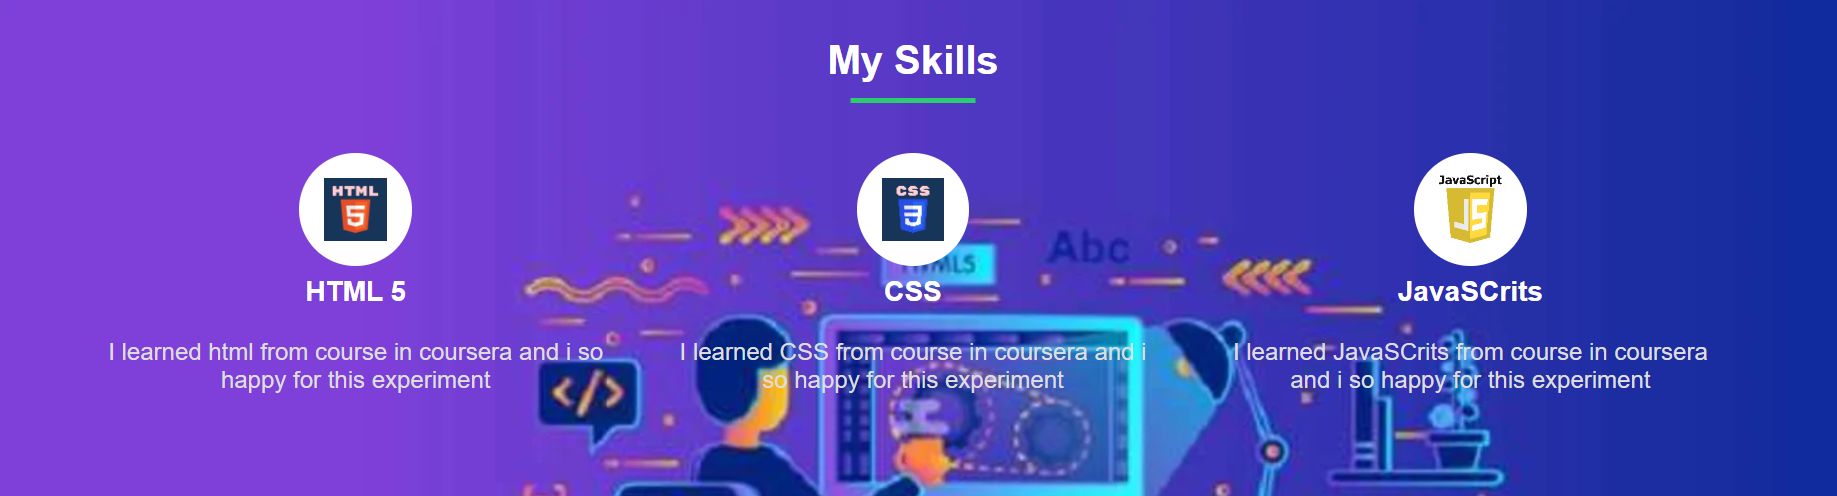 My Skills
HTML
5
CSS
3
JavaScript
JS
Abc
HTML5
HTML 5
CSS
JavaSCrits
I learned html from course in coursera and i so
happy for this experiment
</>
I learned CSS from course in coursera and i
so happy for this experiment
I learned JavaSCrits from course in coursera
and i so happy for this experiment